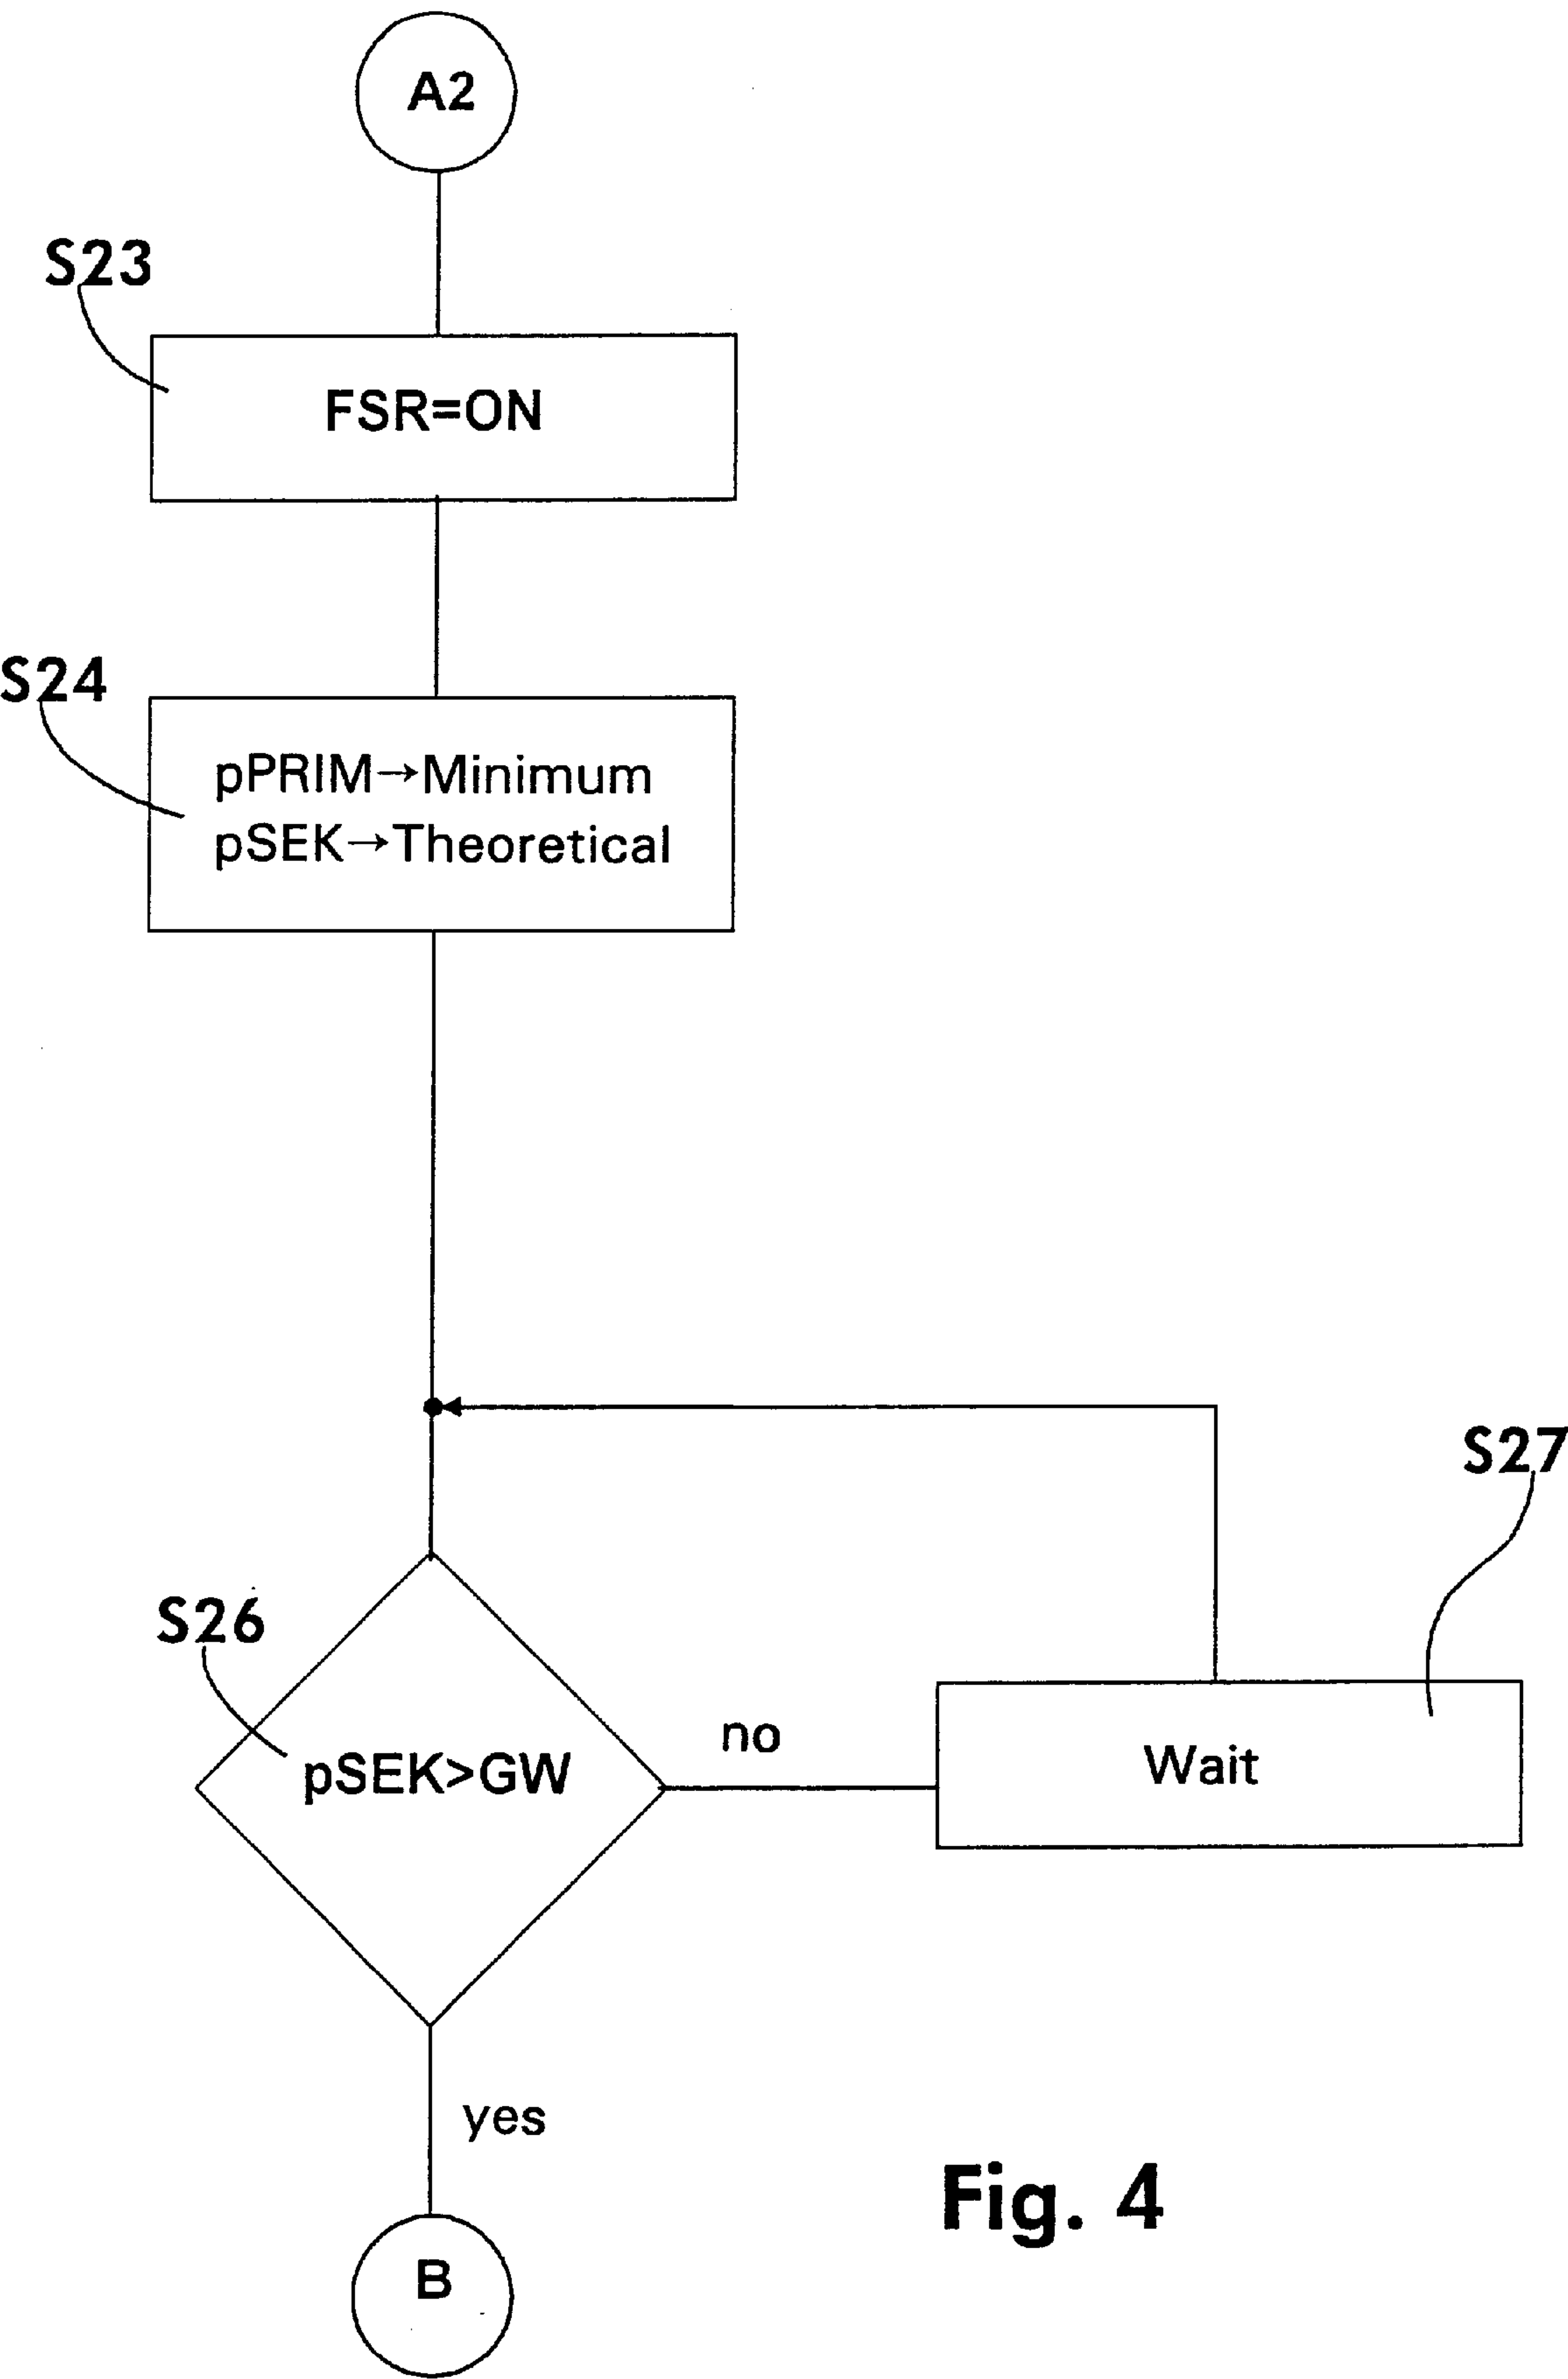 A2
S23
FSR=ON
S24
pPRIM→Minimum
pSEK→Theoretical
S27
S26
pSEK>GW
no
Wait
yes
Fig. 4
B